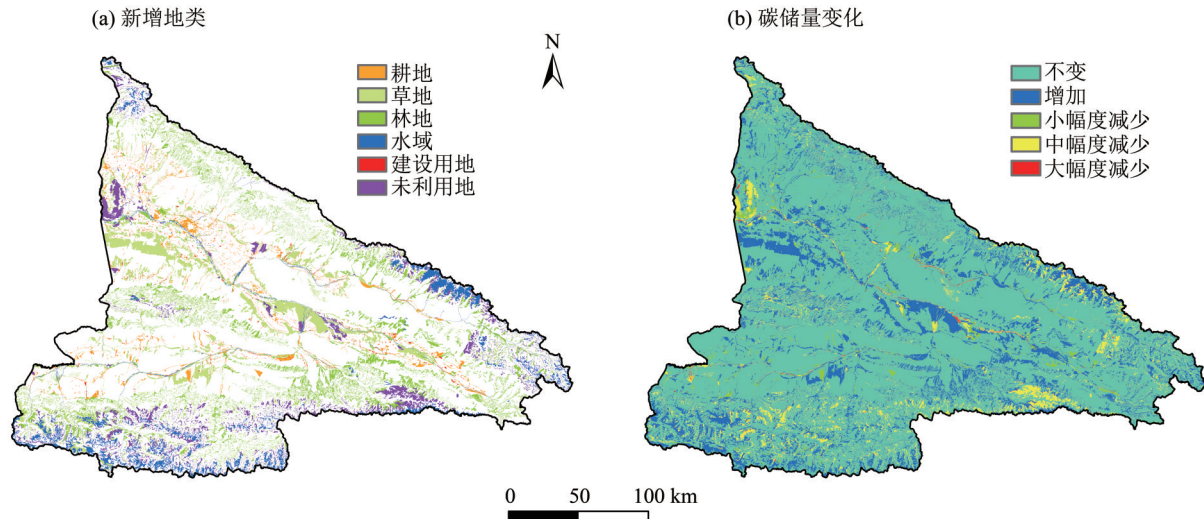 (a) 新增地类
(b) 碳储量变化
N
耕地
草地
林地
水域
建设用地
未利用地
不变
增加
小幅度减少
中幅度减少
大幅度减少
0 50 100 km